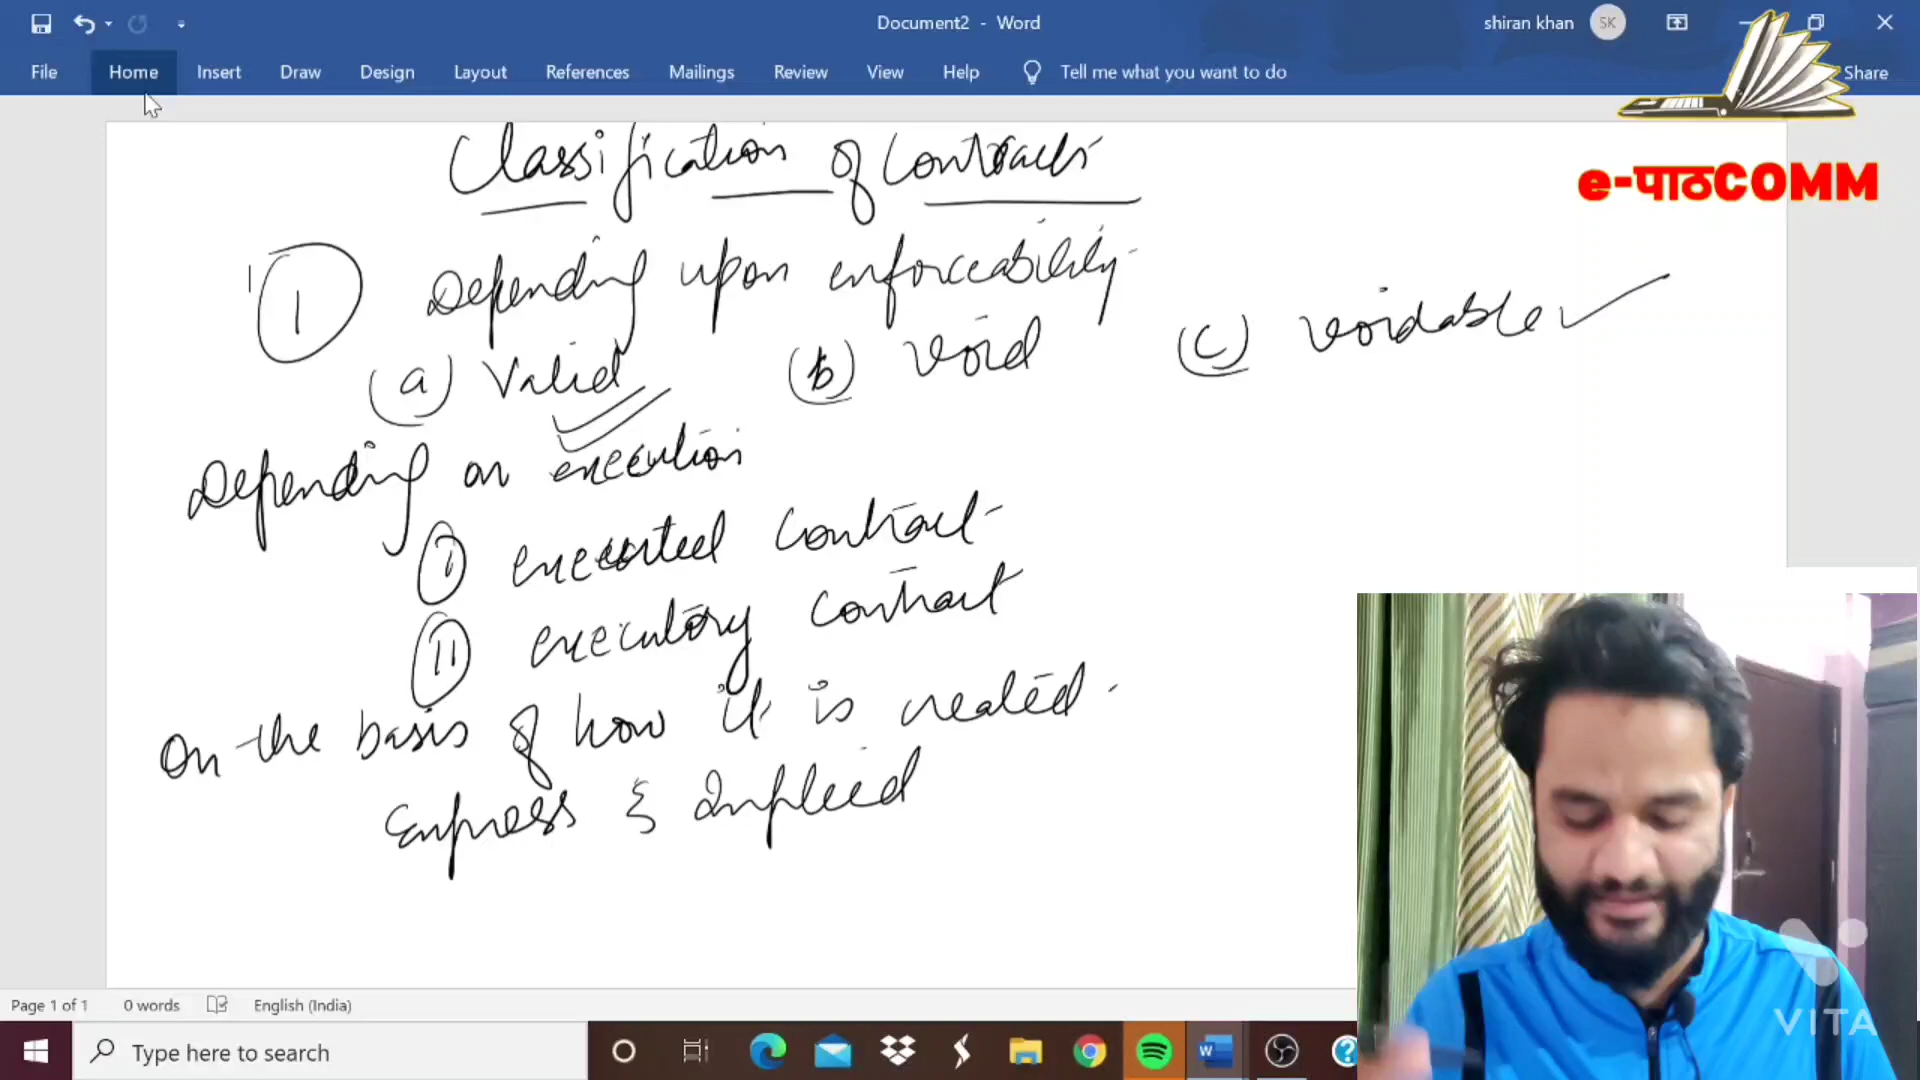 Document2 - Word
shiran khan SK
File Home Insert Draw Design Layout References Mailings Review View Help Tell me what you want to do Share
e-पाठCOMM
Classification of Contracts
1 Depending upon enforceability
(a) Valid (b) Void (c) voidable
Depending on execution
I executed contract
II executory contract
On the basis of how it is created.
Express & Implied
Page 1 of 1 0 words English (India)
Type here to search
VITA